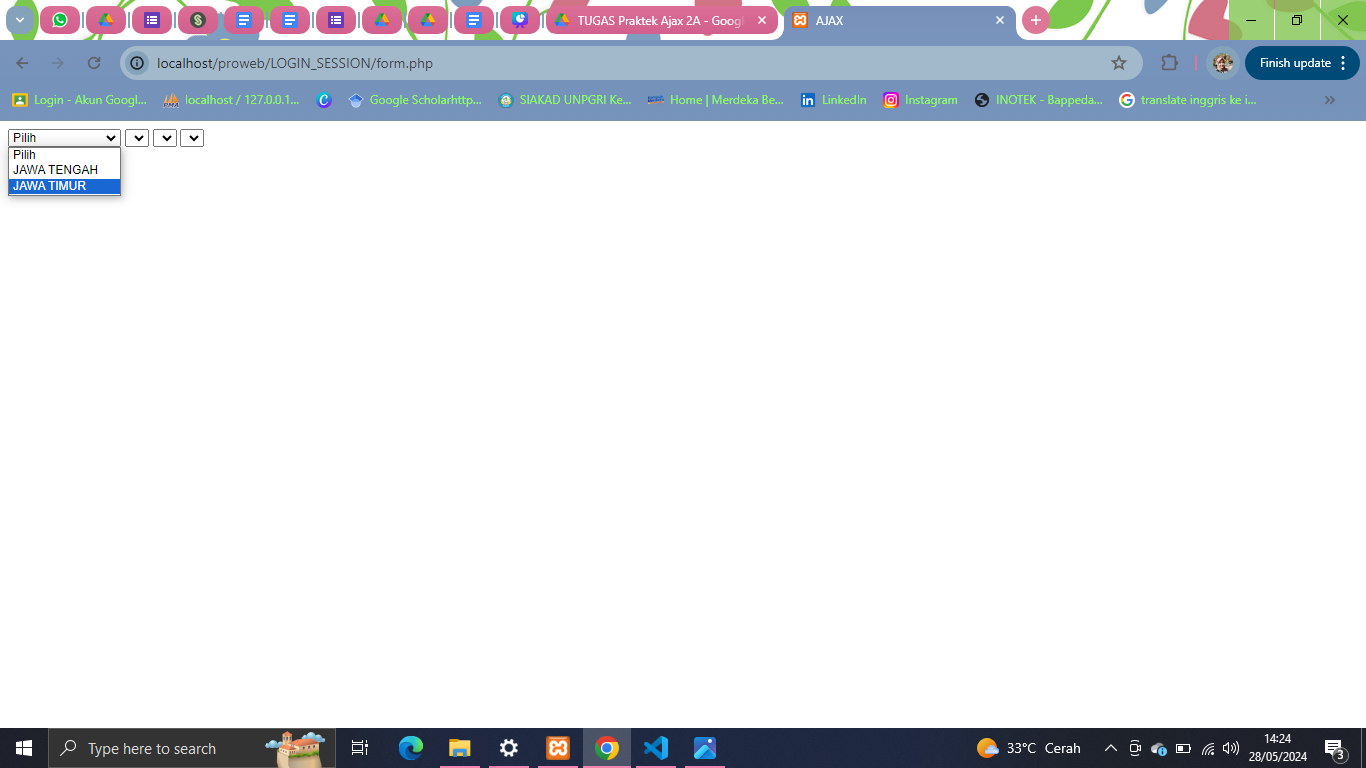 TUGAS Praktek Ajax 2A - Goog
AJAX
localhost/proweb/LOGIN_SESSION/form.php
Finish update
Login - Akun Googl...
localhost / 127.0.0.1...
Google Scholarhttp...
SIAKAD UNPGRI Ke...
Home | Merdeka Be...
LinkedIn
Instagram
INOTEK - Bappeda...
translate inggris ke i...
Pilih
Pilih
JAWA TENGAH
JAWA TIMUR
Type here to search
33°C Cerah
14:24
28/05/2024
3